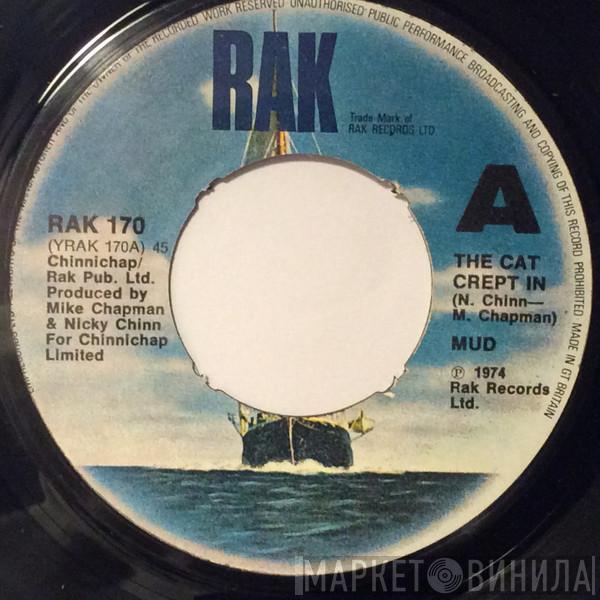 OF THE RECORDED WORK RESERVED UNAUTHORISED PUBLIC PERFORMANCE BROADCASTING AND COPYING OF THIS RECORD PROHIBITED MADE IN GT BRITAIN
RAK
Trade Mark of
RAK RECORDS LTD
A
RAK 170
(YRAK 170A) 45
Chinnichap/
Rak Pub. Ltd.
Produced by
Mike Chapman
& Nicky Chinn
For Chinnichap
Limited
THE CAT
CREPT IN
(N. Chinn—
M. Chapman)
MUD
℗ 1974
Rak Records
Ltd.
МАРКЕТ ВИНИЛА